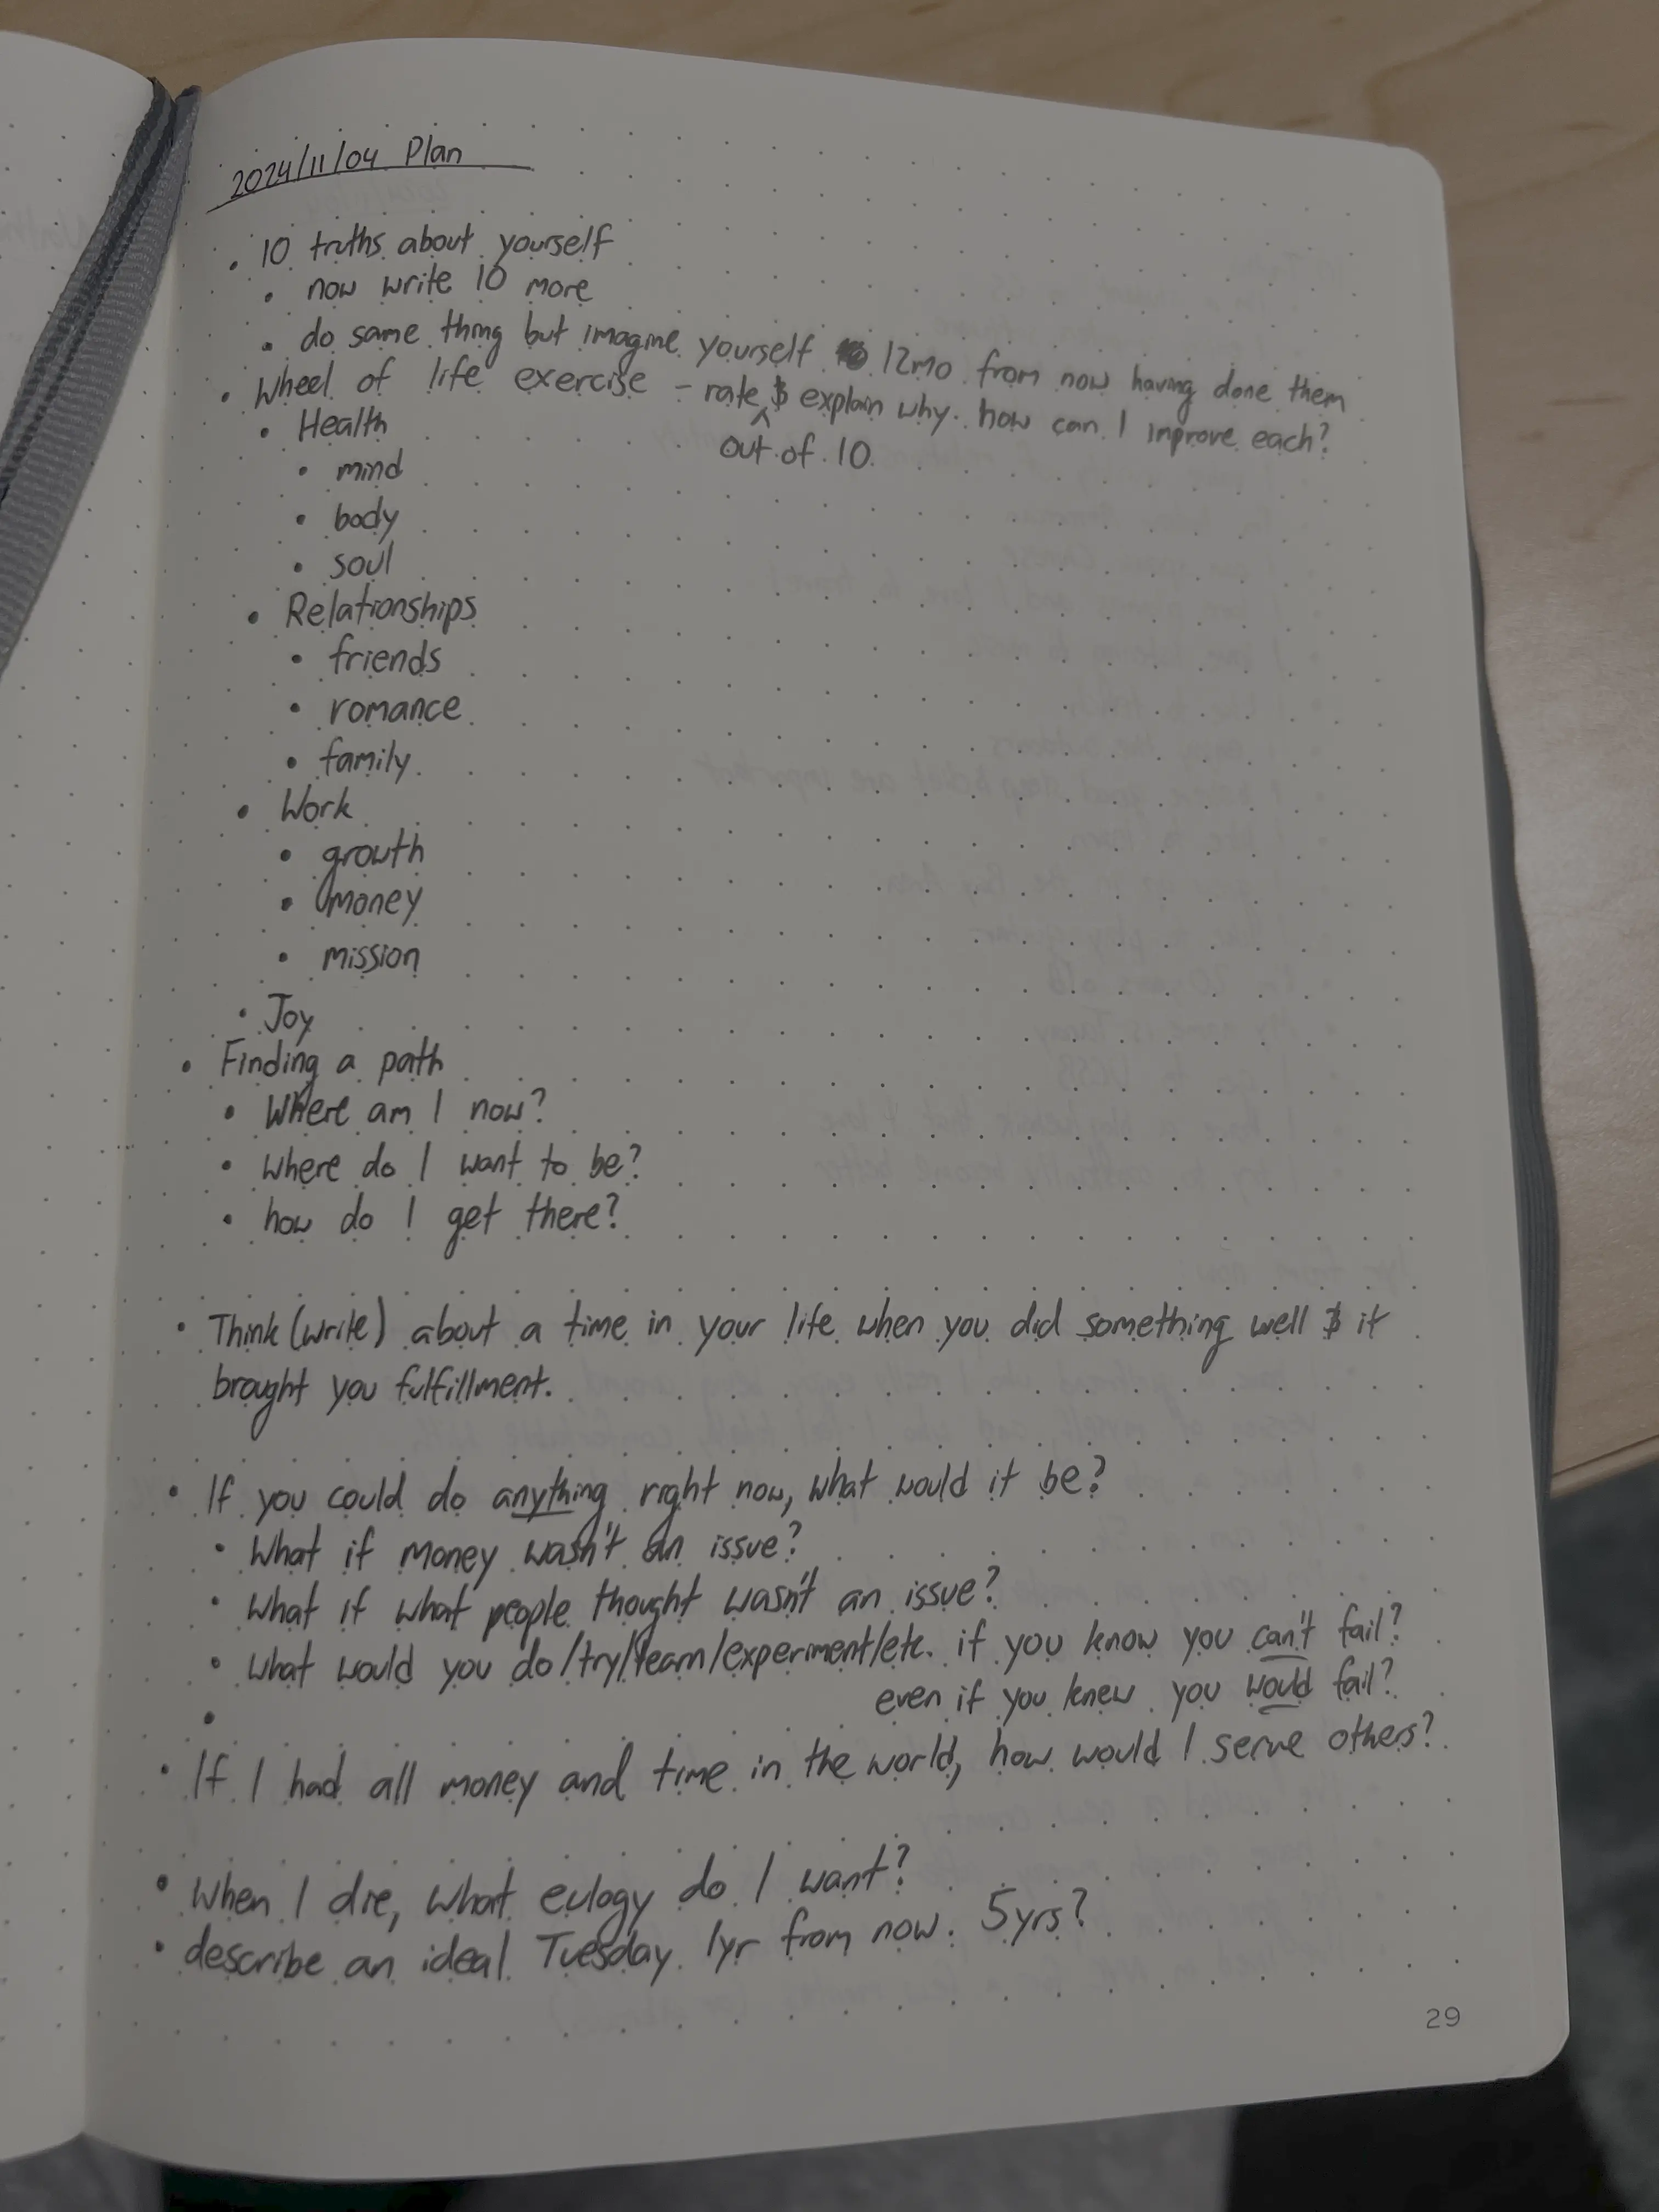 2024/11/04 Plan
• 10 truths about yourself
• now write 10 more
• do same thing but imagine yourself 12mo from now having done them
• Wheel of life exercise - rate & explain why. how can I inprove each?
^
out of 10
• Health
• mind
• body
• soul
• Relationships
• friends
• romance
• family
• Work
• growth
• money
• mission
• Joy
• Finding a path
• Where am I now?
• where do I want to be?
• how do I get there?
• Think (write) about a time in your life when you did something well & it
brought you fulfillment.
• If you could do anything right now, what would it be?
• What if money wasn't an issue?
• What if what people thought wasn't an issue?
• What would you do/try/learn/experiment/etc. if you know you can't fail?
even if you knew you would fail?
•
• If I had all money and time in the world, how would I serve others?
• When I die, what eulogy do I want?
• describe an ideal Tuesday 1yr from now. 5yrs?
29